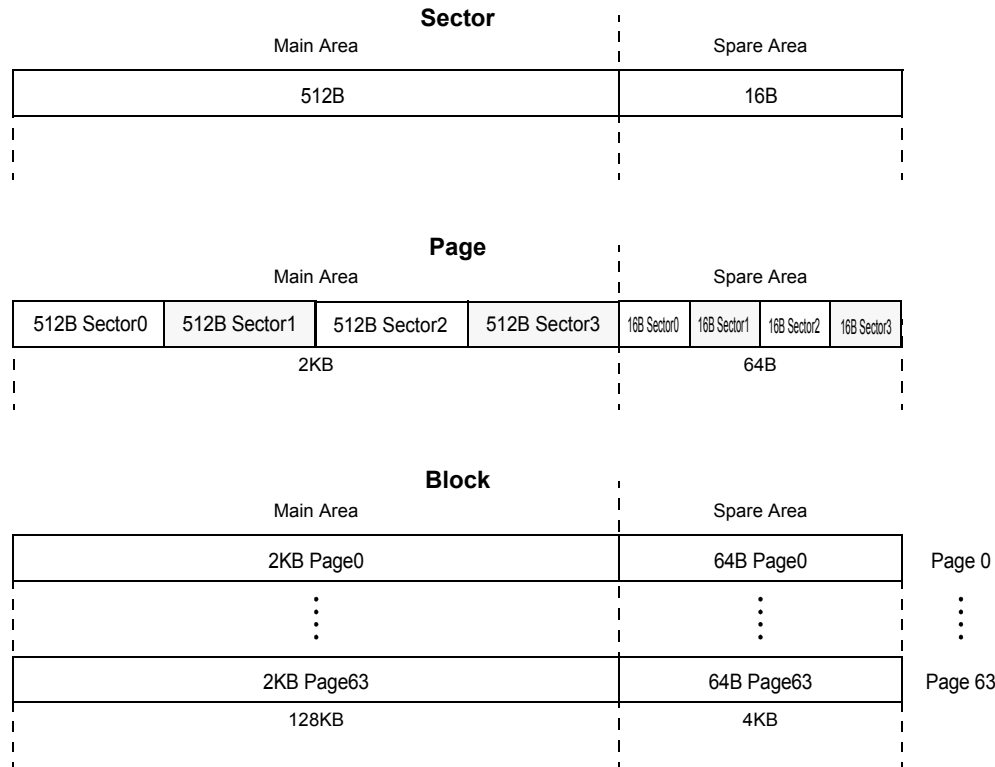 Sector
Main Area Spare Area
512B 16B
Page
Main Area Spare Area
512B Sector0 512B Sector1 512B Sector2 512B Sector3 16B Sector0 16B Sector1 16B Sector2 16B Sector3
2KB 64B
Block
Main Area Spare Area
2KB Page0 64B Page0 Page 0
2KB Page63 64B Page63 Page 63
128KB 4KB